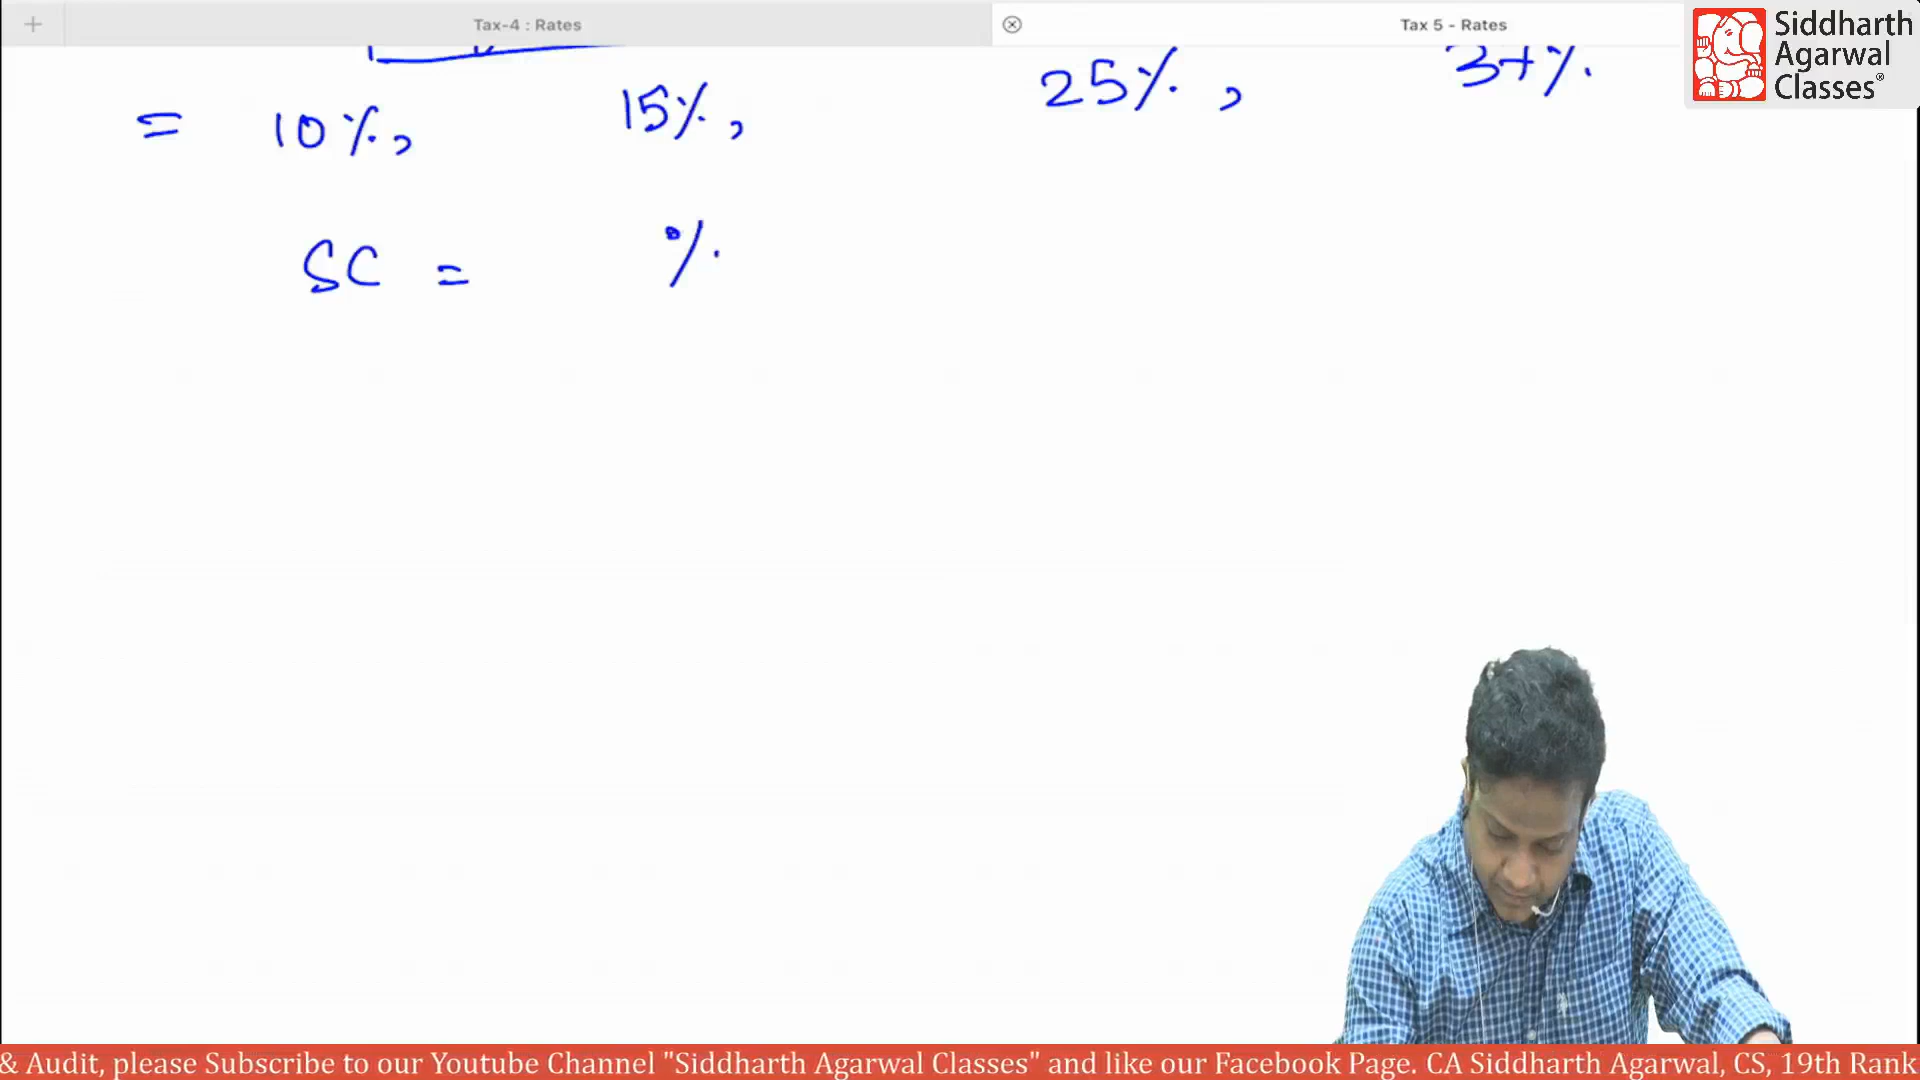 Tax-4 : Rates
Tax 5 - Rates
Siddharth
Agarwal
Classes®
= 10%, 15%, 25%, 37%.
SC = %
& Audit, please Subscribe to our Youtube Channel "Siddharth Agarwal Classes" and like our Facebook Page. CA Siddharth Agarwal, CS, 19th Rank